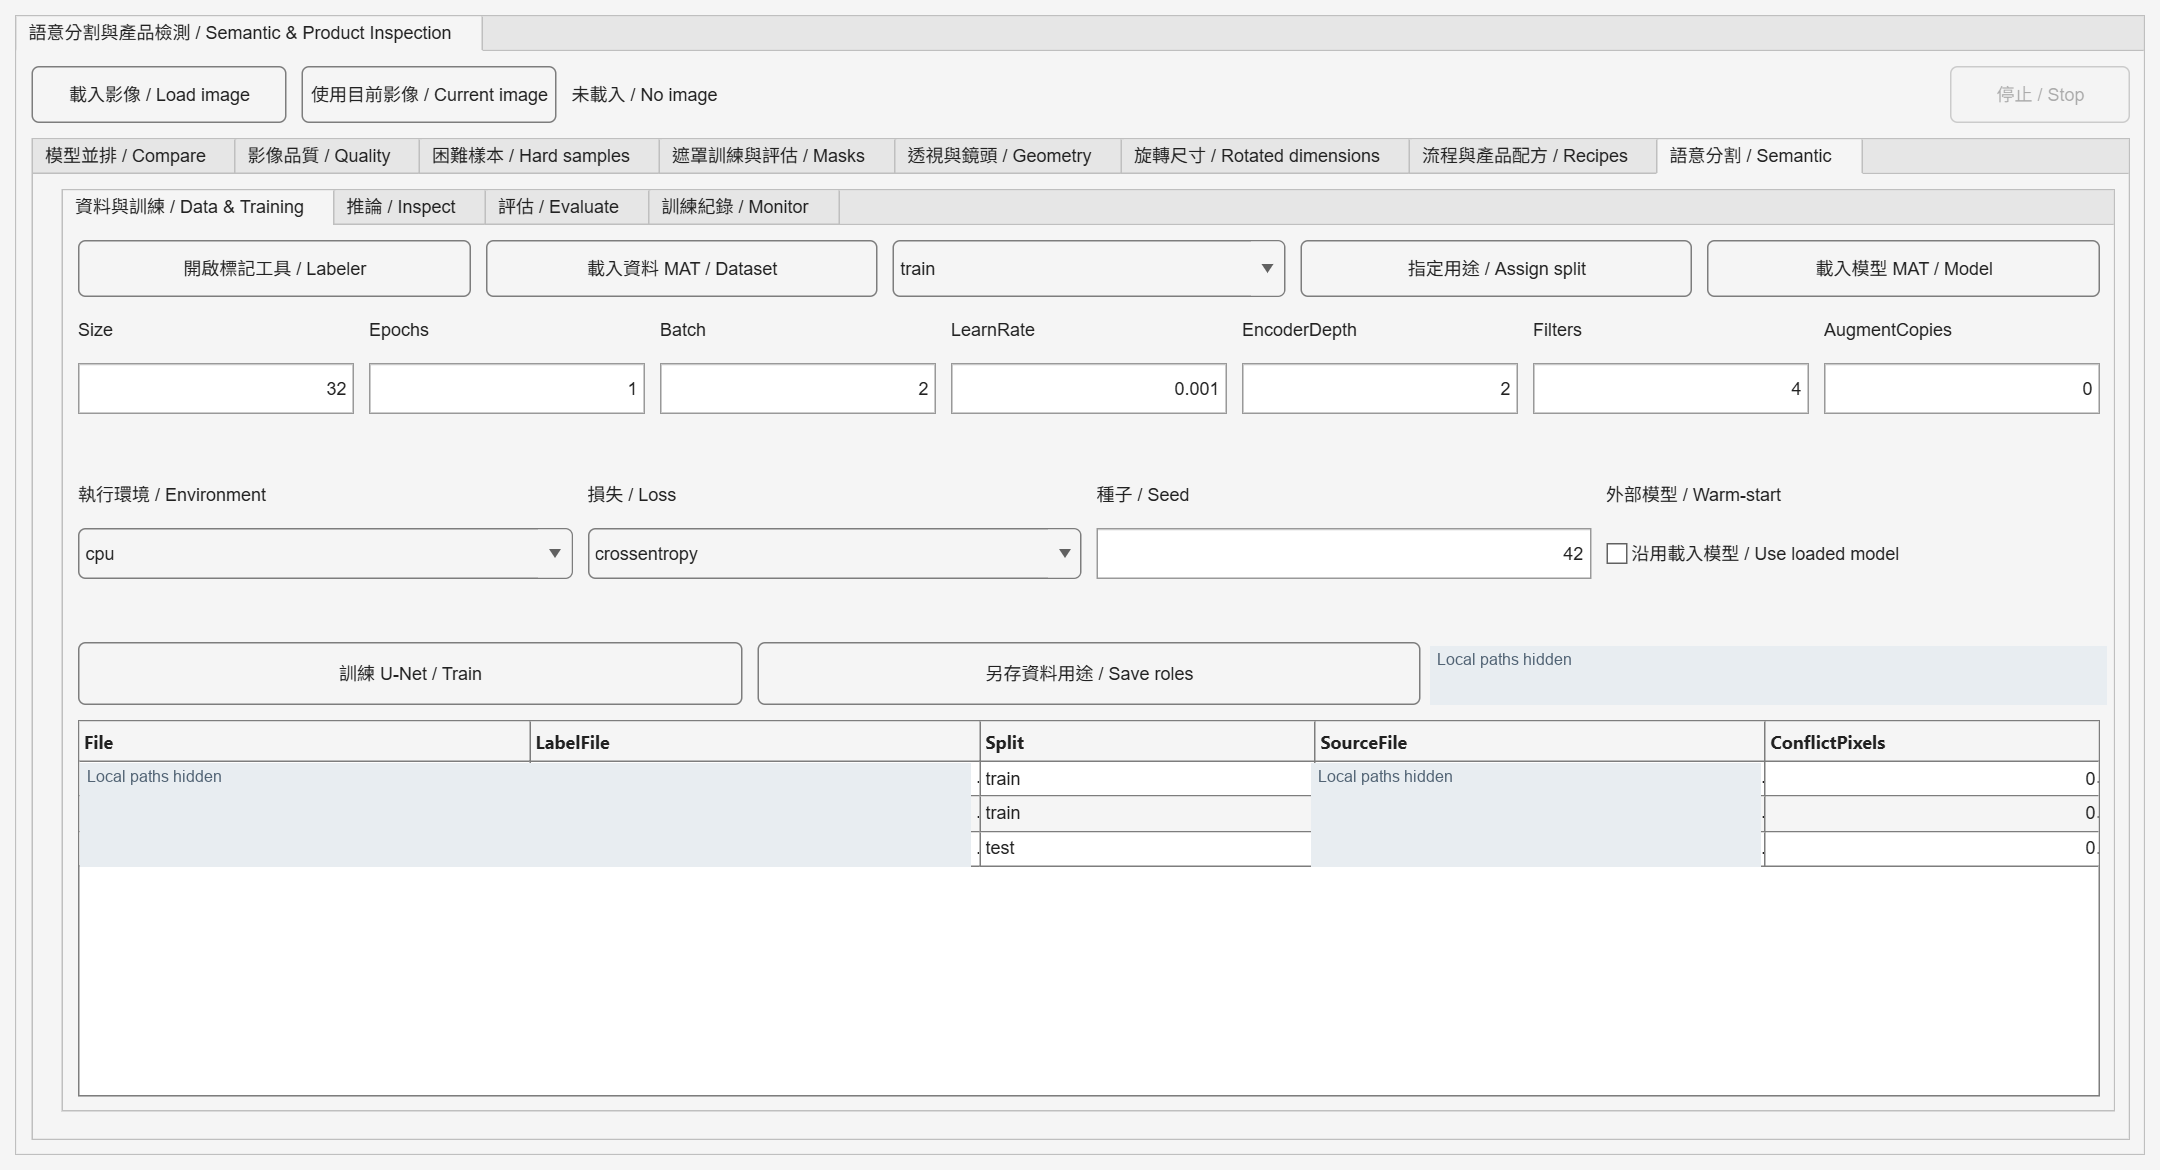 語意分割與產品檢測 / Semantic & Product Inspection
載入影像 / Load image
使用目前影像 / Current image
未載入 / No image
停止 / Stop
模型並排 / Compare
影像品質 / Quality
困難樣本 / Hard samples
遮罩訓練與評估 / Masks
透視與鏡頭 / Geometry
旋轉尺寸 / Rotated dimensions
流程與產品配方 / Recipes
語意分割 / Semantic
資料與訓練 / Data & Training
推論 / Inspect
評估 / Evaluate
訓練紀錄 / Monitor
開啟標記工具 / Labeler
載入資料 MAT / Dataset
train
指定用途 / Assign split
載入模型 MAT / Model
Size
Epochs
Batch
LearnRate
EncoderDepth
Filters
AugmentCopies
32
1
2
0.001
2
4
0
執行環境 / Environment
損失 / Loss
種子 / Seed
外部模型 / Warm-start
cpu
crossentropy
42
沿用載入模型 / Use loaded model
訓練 U-Net / Train
另存資料用途 / Save roles
Local paths hidden
File
LabelFile
Split
SourceFile
ConflictPixels
Local paths hidden
train
Local paths hidden
0
train
0
test
0